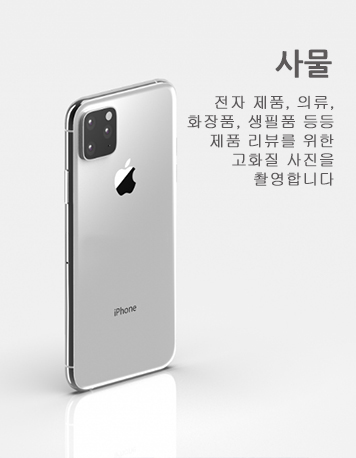 사물
전자 제품, 의류,
화장품, 생필품 등등
제품 리뷰를 위한
고화질 사진을
촬영합니다
iPhone